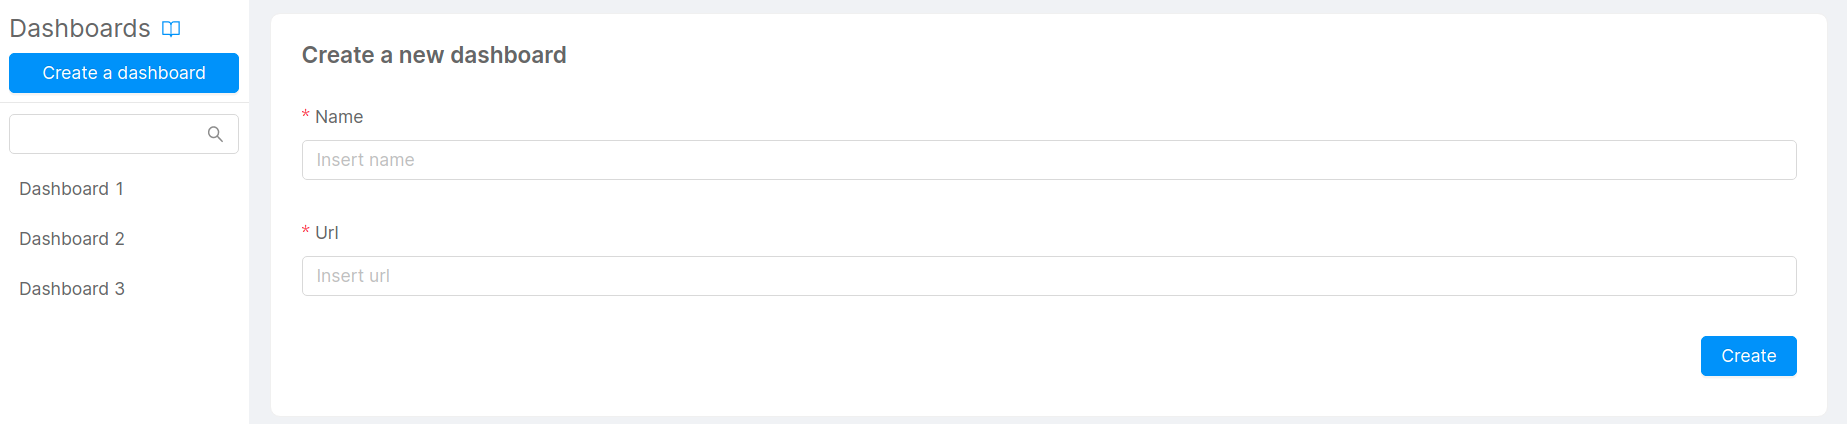 Dashboards
Create a dashboard
Dashboard 1
Dashboard 2
Dashboard 3
Create a new dashboard
* Name
Insert name
* Url
Insert url
Create